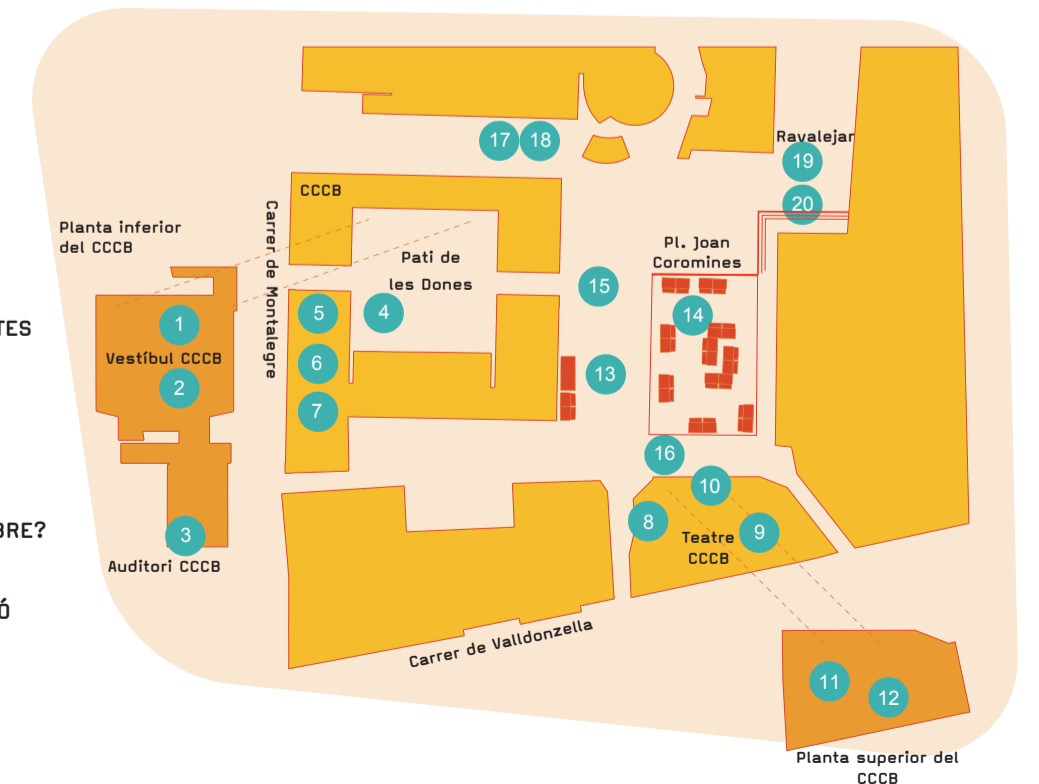 17 18
Ravalejar
19
20
CCCB
Carrer de Montalegre
Planta inferior
del CCCB
Pati de
les Dones
Pl. Joan
Coromines
15
14
1
Vestíbul CCCB
2
5
4
6
7
13
16
10
8
Teatre
CCCB
9
3
Auditori CCCB
TES
BRE?
Ó
Carrer de Valldonzella
11
12
Planta superior del
CCCB